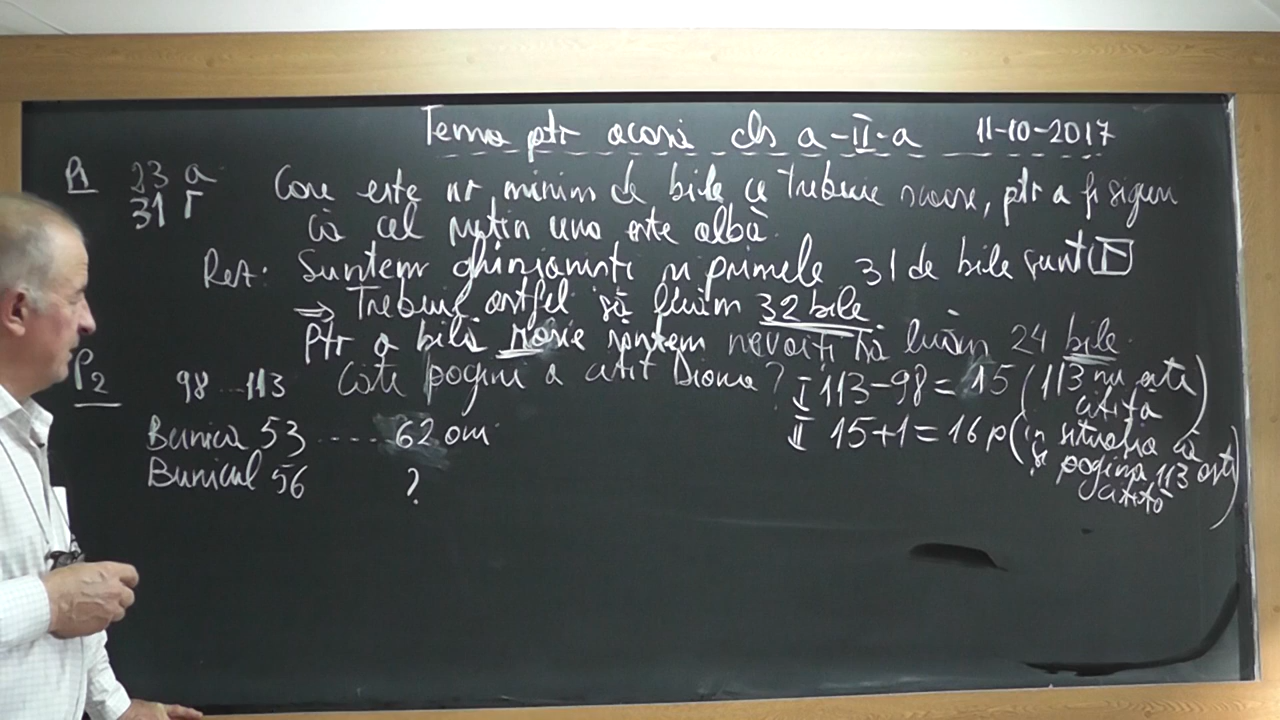 Tema ptr acasă cls a-II-a 11-10-2017
P1 23 a Care este nr minim de bile ce trebuie scoase, ptr a fi siguri
31 r că cel puțin una este albă.
Rez: Suntem ghinioniști și primele 31 de bile sunt r
⇒ trebuie astfel să luăm 32 bile
Ptr a bilă roșie suntem nevoiți să luăm 24 bile.
P2 98...113 Câte pagini a citit Diana? I 113-98 = 15 (113 nu este citită)
II 15+1 = 16 p (în situația că și pagina 113 este citită)
Bunica 53 ..... 62 ani
Bunicul 56 ?